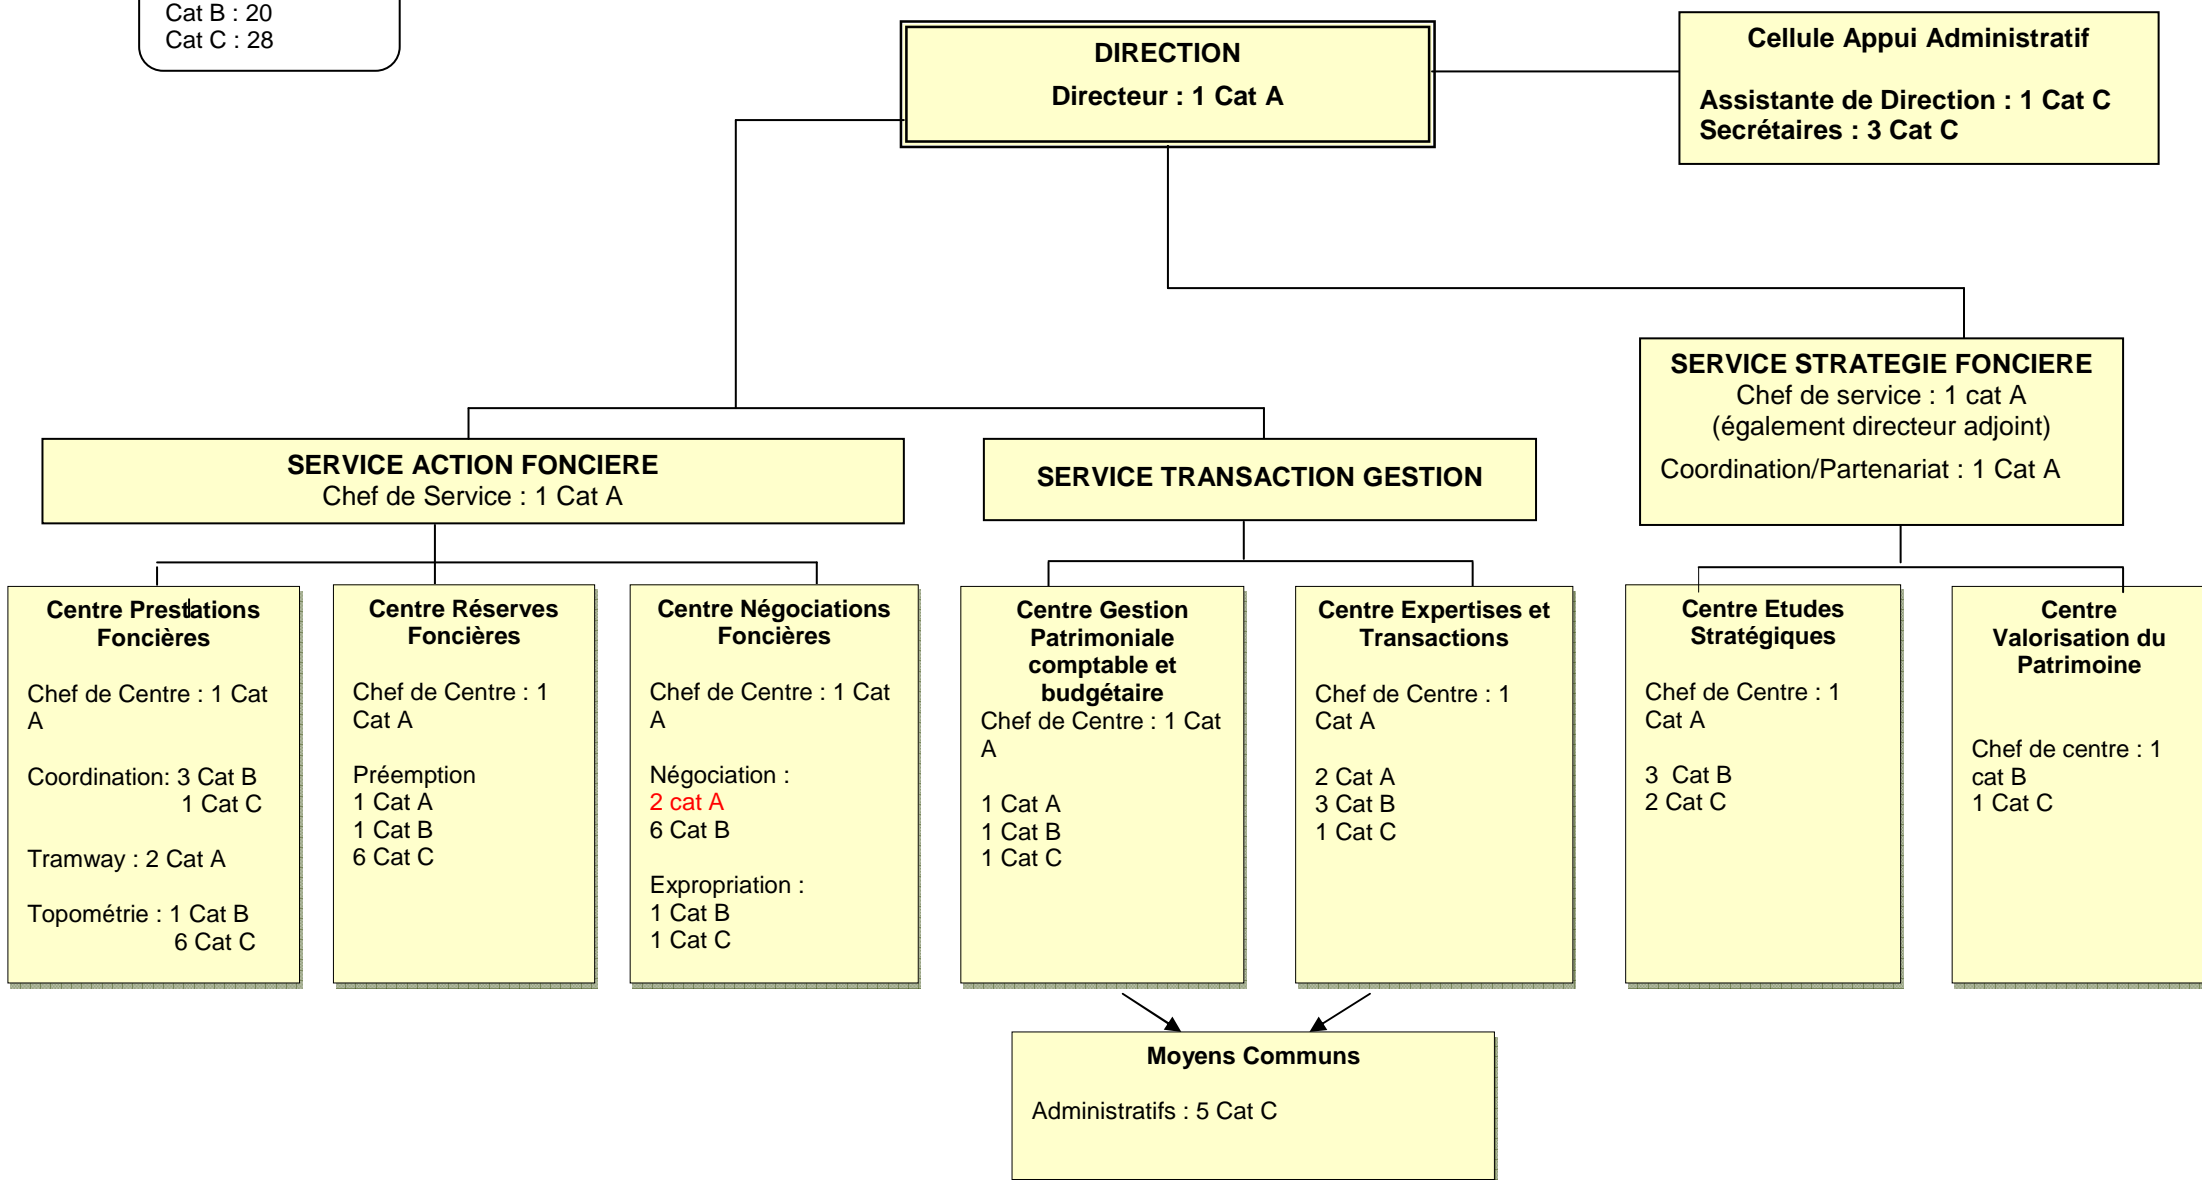 Cat B : 20
Cat C : 28
DIRECTION
Directeur : 1 Cat A
Cellule Appui Administratif
Assistante de Direction : 1 Cat C
Secrétaires : 3 Cat C
SERVICE STRATEGIE FONCIERE
Chef de service : 1 cat A
(également directeur adjoint)
Coordination/Partenariat : 1 Cat A
SERVICE ACTION FONCIERE
Chef de Service : 1 Cat A
SERVICE TRANSACTION GESTION
Centre Prestations
Foncières
Chef de Centre : 1 Cat
A
Coordination: 3 Cat B
1 Cat C
Tramway : 2 Cat A
Topométrie : 1 Cat B
6 Cat C
Centre Réserves
Foncières
Chef de Centre : 1
Cat A
Préemption
1 Cat A
1 Cat B
6 Cat C
Centre Négociations
Foncières
Chef de Centre : 1 Cat
A
Négociation :
2 cat A
6 Cat B
Expropriation :
1 Cat B
1 Cat C
Centre Gestion
Patrimoniale
comptable et
budgétaire
Chef de Centre : 1 Cat
A
1 Cat A
1 Cat B
1 Cat C
Centre Expertises et
Transactions
Chef de Centre : 1
Cat A
2 Cat A
3 Cat B
1 Cat C
Centre Etudes
Stratégiques
Chef de Centre : 1
Cat A
3 Cat B
2 Cat C
Centre
Valorisation du
Patrimoine
Chef de centre : 1
cat B
1 Cat C
Moyens Communs
Administratifs : 5 Cat C